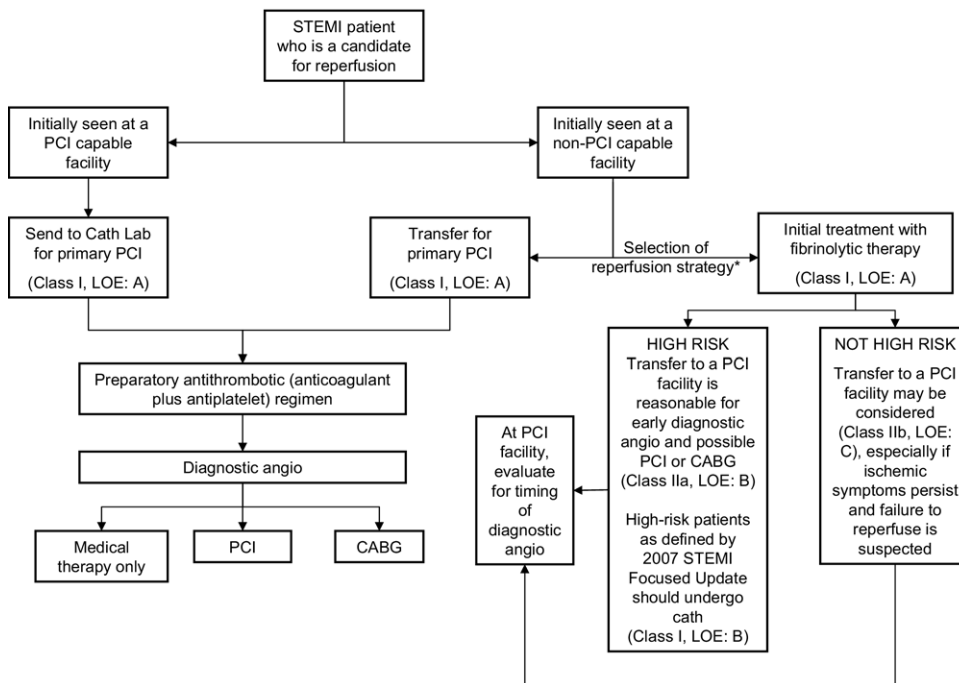 STEMI patient
who is a candidate
for reperfusion
Initially seen at a
PCI capable
facility
Initially seen at a
non-PCI capable
facility
Send to Cath Lab
for primary PCI
(Class I, LOE: A)
Transfer for
primary PCI
(Class I, LOE: A)
Selection of
reperfusion strategy*
Initial treatment with
fibrinolytic therapy
(Class I, LOE: A)
Preparatory antithrombotic (anticoagulant
plus antiplatelet) regimen
Diagnostic angio
Medical
therapy only
PCI
CABG
At PCI
facility,
evaluate
for timing
of
diagnostic
angio
HIGH RISK
Transfer to a PCI
facility is
reasonable for
early diagnostic
angio and possible
PCI or CABG
(Class IIa, LOE: B)
High-risk patients
as defined by
2007 STEMI
Focused Update
should undergo
cath
(Class I, LOE: B)
NOT HIGH RISK
Transfer to a PCI
facility may be
considered
(Class IIb, LOE:
C), especially if
ischemic
symptoms persist
and failure to
reperfuse is
suspected